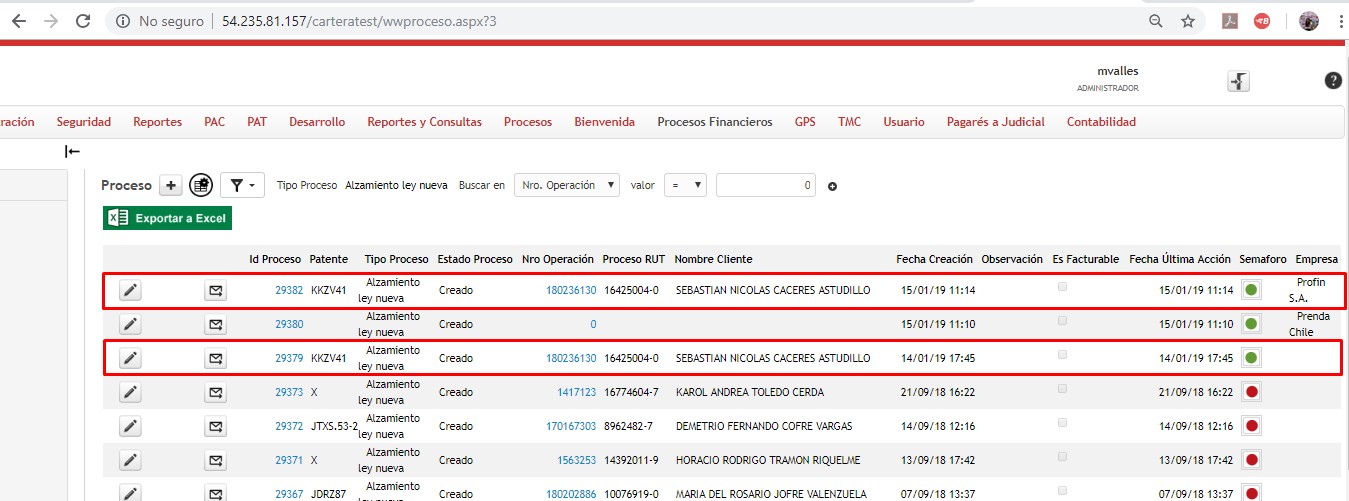 No seguro | 54.235.81.157/carteratest/wwproceso.aspx?3
mvalles
ADMINISTRADOR
ración Seguridad Reportes PAC PAT Desarrollo Reportes y Consultas Procesos Bienvenida Procesos Financieros GPS TMC Usuario Pagarés a Judicial Contabilidad
Proceso Tipo Proceso Alzamiento ley nueva Buscar en Nro. Operación valor = 0
Exportar a Excel
Id Proceso Patente Tipo Proceso Estado Proceso Nro Operación Proceso RUT Nombre Cliente Fecha Creación Observación Es Facturable Fecha Última Acción Semaforo Empresa
29382 KKZV41 Alzamiento ley nueva Creado 180236130 16425004-0 SEBASTIAN NICOLAS CACERES ASTUDILLO 15/01/19 11:14 15/01/19 11:14 Profin S.A.
29380 Alzamiento ley nueva Creado 0 15/01/19 11:10 15/01/19 11:10 Prenda Chile
29379 KKZV41 Alzamiento ley nueva Creado 180236130 16425004-0 SEBASTIAN NICOLAS CACERES ASTUDILLO 14/01/19 17:45 14/01/19 17:45
29373 X Alzamiento ley nueva Creado 1417123 16774604-7 KAROL ANDREA TOLEDO CERDA 21/09/18 16:22 21/09/18 16:22
29372 JTXS.53-2 Alzamiento ley nueva Creado 170167303 8962482-7 DEMETRIO FERNANDO COFRE VARGAS 14/09/18 12:16 14/09/18 12:16
29371 X Alzamiento ley nueva Creado 1563253 14392011-9 HORACIO RODRIGO TRAMON RIQUELME 13/09/18 17:42 13/09/18 17:42
29367 JDRZ87 Alzamiento ley nueva Creado 180202886 10076919-0 MARIA DEL ROSARIO JOFRE VALENZUELA 07/09/18 13:37 07/09/18 13:37